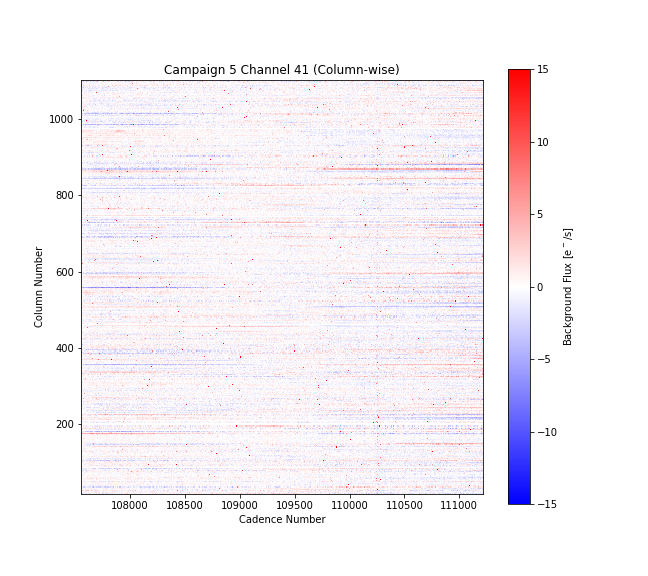 Campaign 5 Channel 41 (Column-wise)
1000
800
600
400
200
Column Number
108000 108500 109000 109500 110000 110500 111000
Cadence Number
15
10
5
0
−5
−10
−15
Background Flux [e⁻/s]